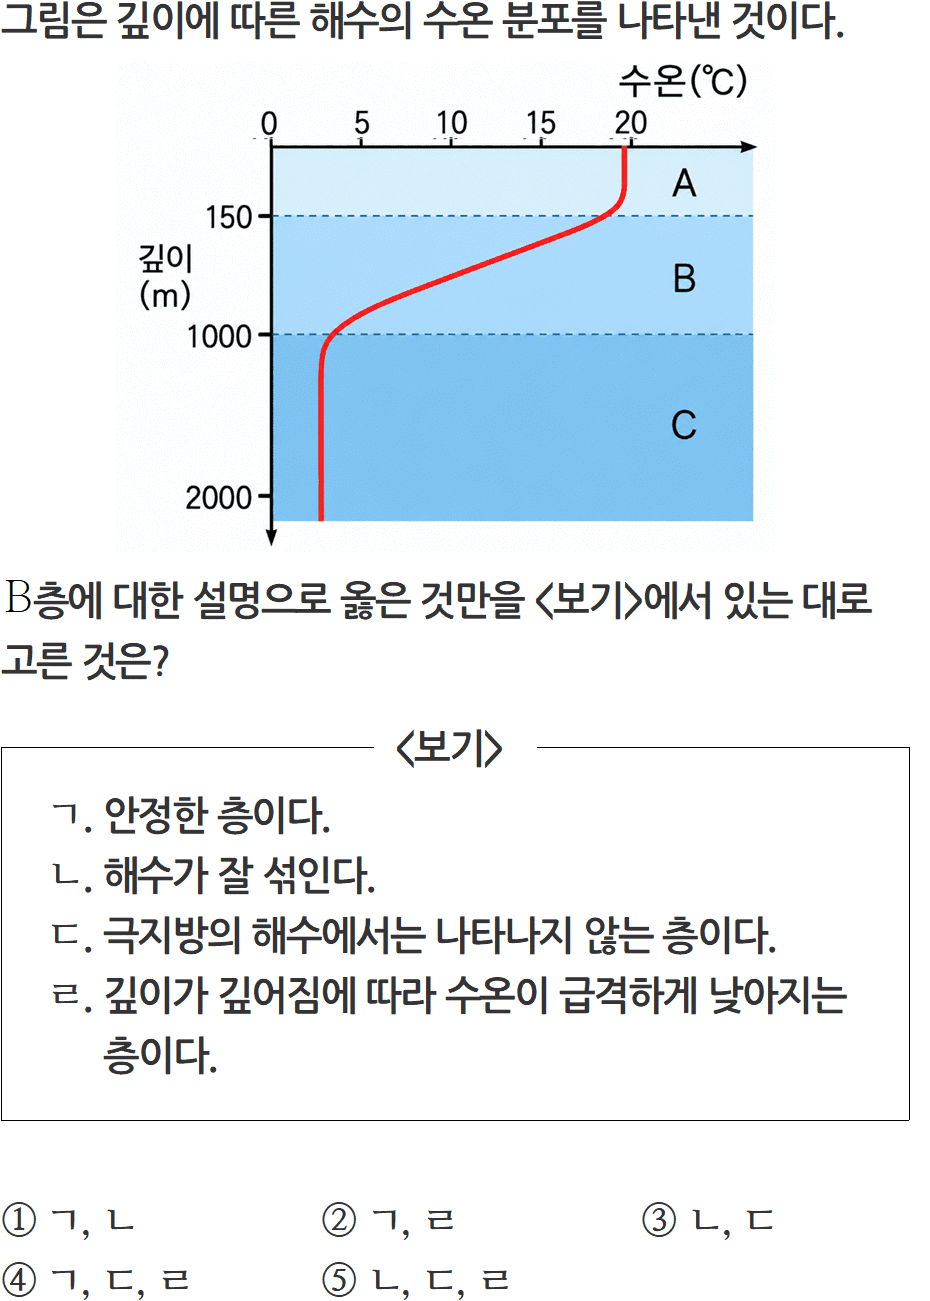 그림은 깊이에 따른 해수의 수온 분포를 나타낸 것이다.
수온(℃)
0 5 10 15 20
A
150
깊이
(m)
B
1000
C
2000
B층에 대한 설명으로 옳은 것만을 <보기>에서 있는 대로
고른 것은?
<보기>
ㄱ. 안정한 층이다.
ㄴ. 해수가 잘 섞인다.
ㄷ. 극지방의 해수에서는 나타나지 않는 층이다.
ㄹ. 깊이가 깊어짐에 따라 수온이 급격하게 낮아지는
층이다.
① ㄱ, ㄴ ② ㄱ, ㄹ ③ ㄴ, ㄷ
④ ㄱ, ㄷ, ㄹ ⑤ ㄴ, ㄷ, ㄹ